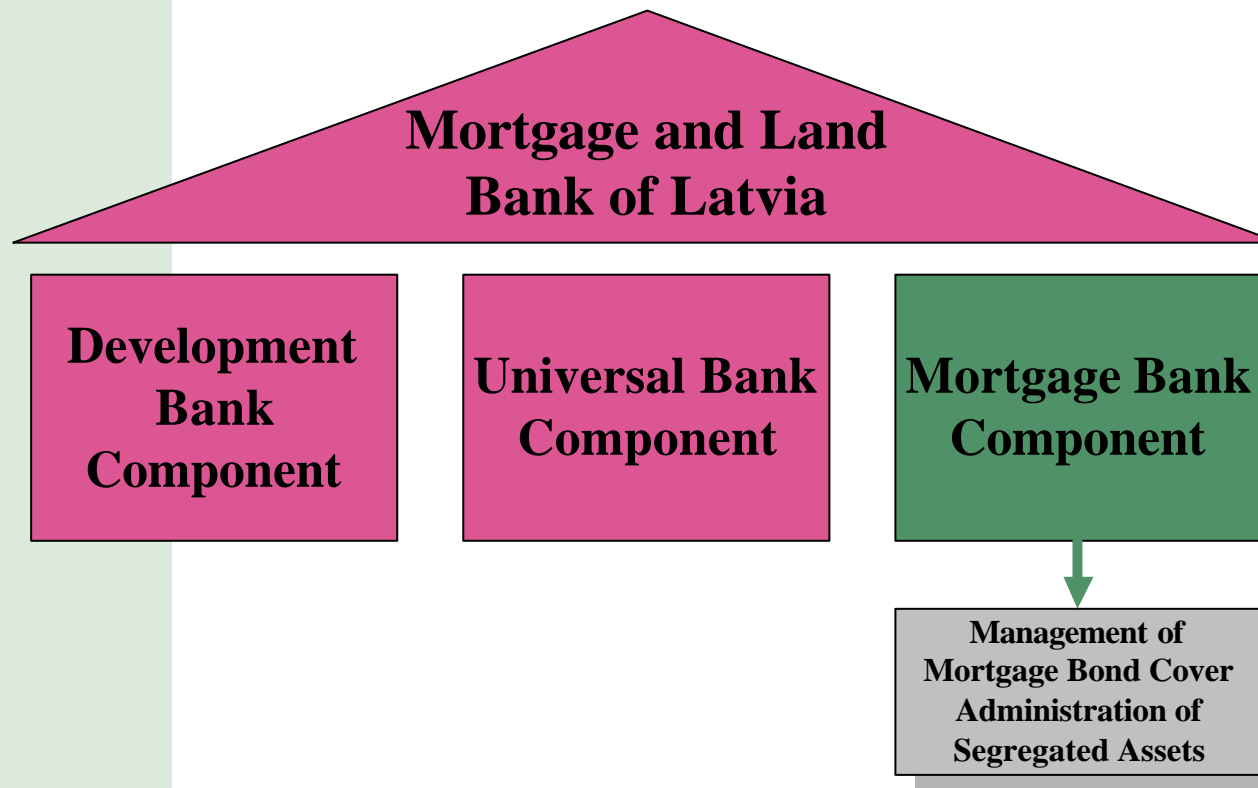 Mortgage and Land
Bank of Latvia
Development
Bank
Component
Universal Bank
Component
Mortgage Bank
Component
Management of
Mortgage Bond Cover
Administration of
Segregated Assets